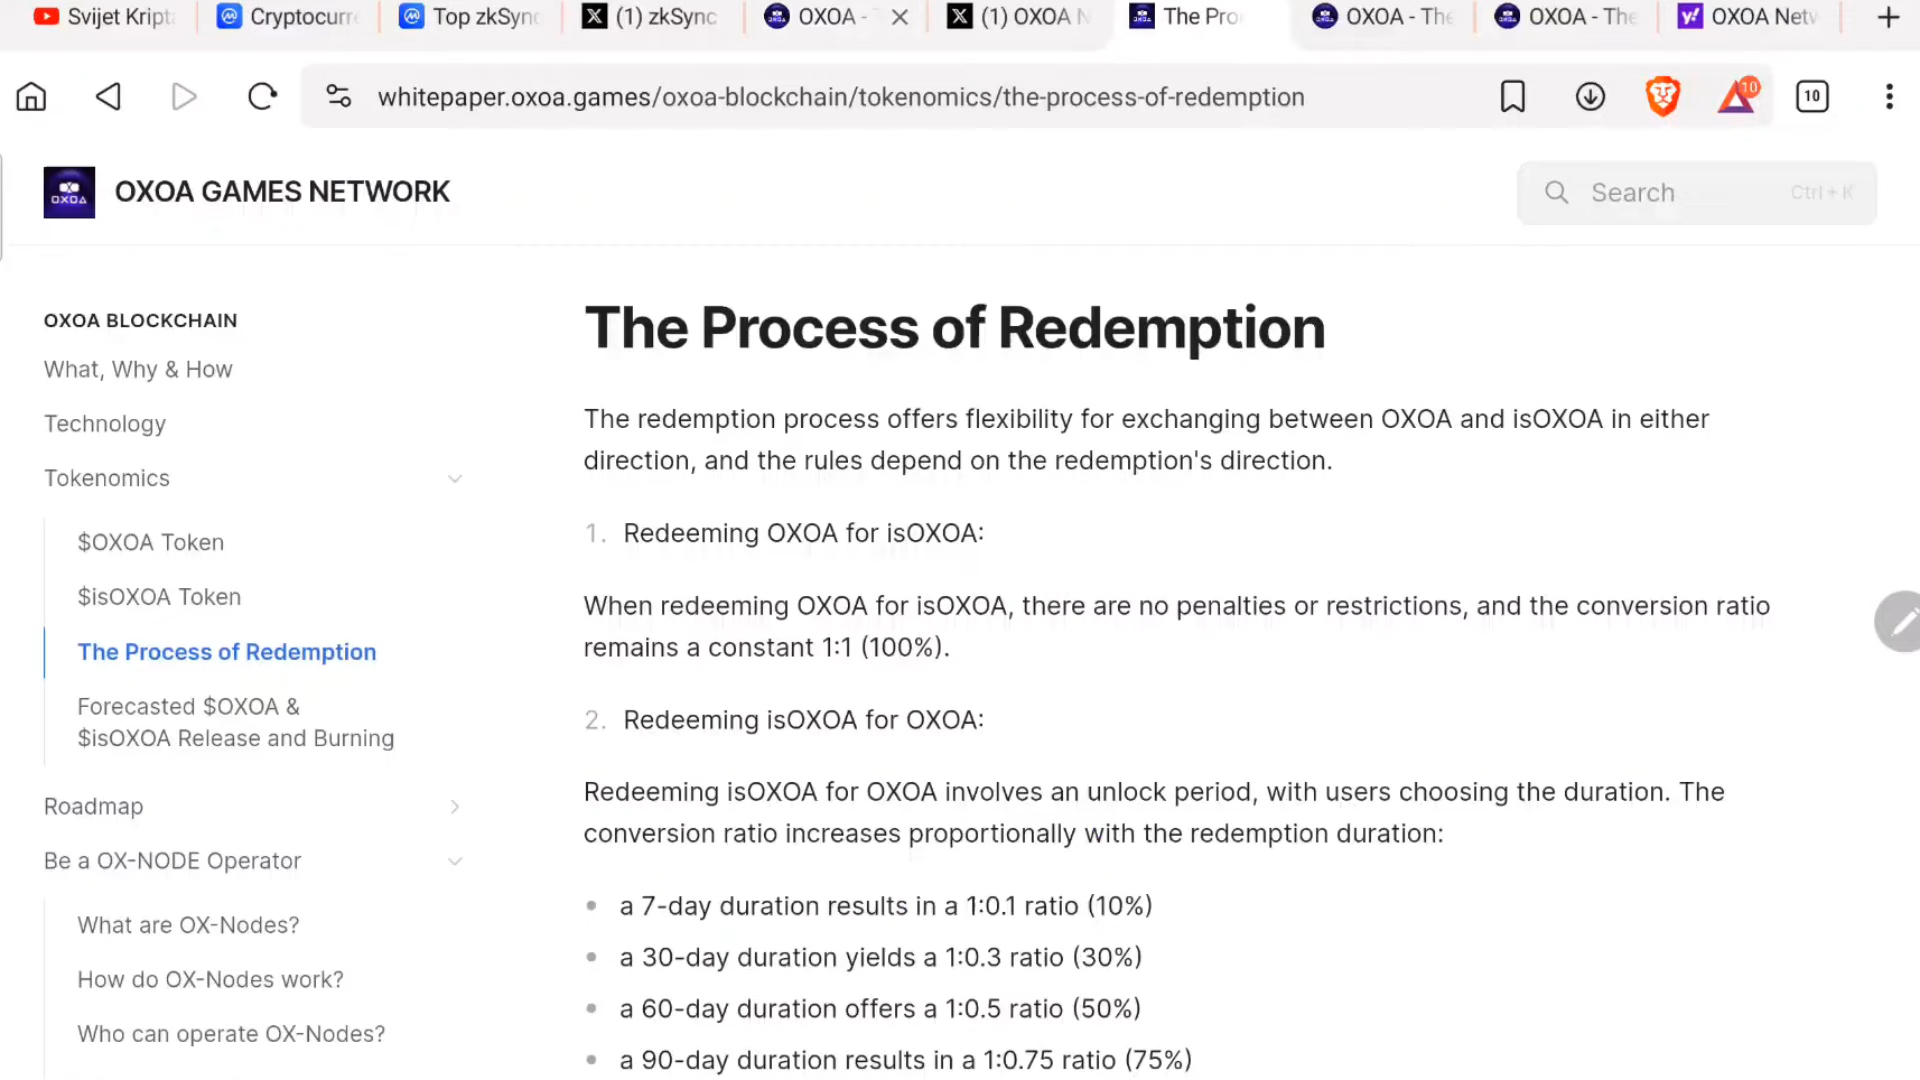 Svijet Kript
Cryptocurre
Top zkSync
(1) zkSync
OXOA -
(1) OXOA N
The Pro
OXOA - The
OXOA - The
OXOA Netw
whitepaper.oxoa.games/oxoa-blockchain/tokenomics/the-process-of-redemption
10
10
OXOA
OXOA GAMES NETWORK
Search
Ctrl + K
OXOA BLOCKCHAIN
What, Why & How
Technology
Tokenomics
$OXOA Token
$isOXOA Token
The Process of Redemption
Forecasted $OXOA &
$isOXOA Release and Burning
Roadmap
Be a OX-NODE Operator
What are OX-Nodes?
How do OX-Nodes work?
Who can operate OX-Nodes?
The Process of Redemption
The redemption process offers flexibility for exchanging between OXOA and isOXOA in either
direction, and the rules depend on the redemption's direction.
1. Redeeming OXOA for isOXOA:
When redeeming OXOA for isOXOA, there are no penalties or restrictions, and the conversion ratio
remains a constant 1:1 (100%).
2. Redeeming isOXOA for OXOA:
Redeeming isOXOA for OXOA involves an unlock period, with users choosing the duration. The
conversion ratio increases proportionally with the redemption duration:
• a 7-day duration results in a 1:0.1 ratio (10%)
• a 30-day duration yields a 1:0.3 ratio (30%)
• a 60-day duration offers a 1:0.5 ratio (50%)
• a 90-day duration results in a 1:0.75 ratio (75%)